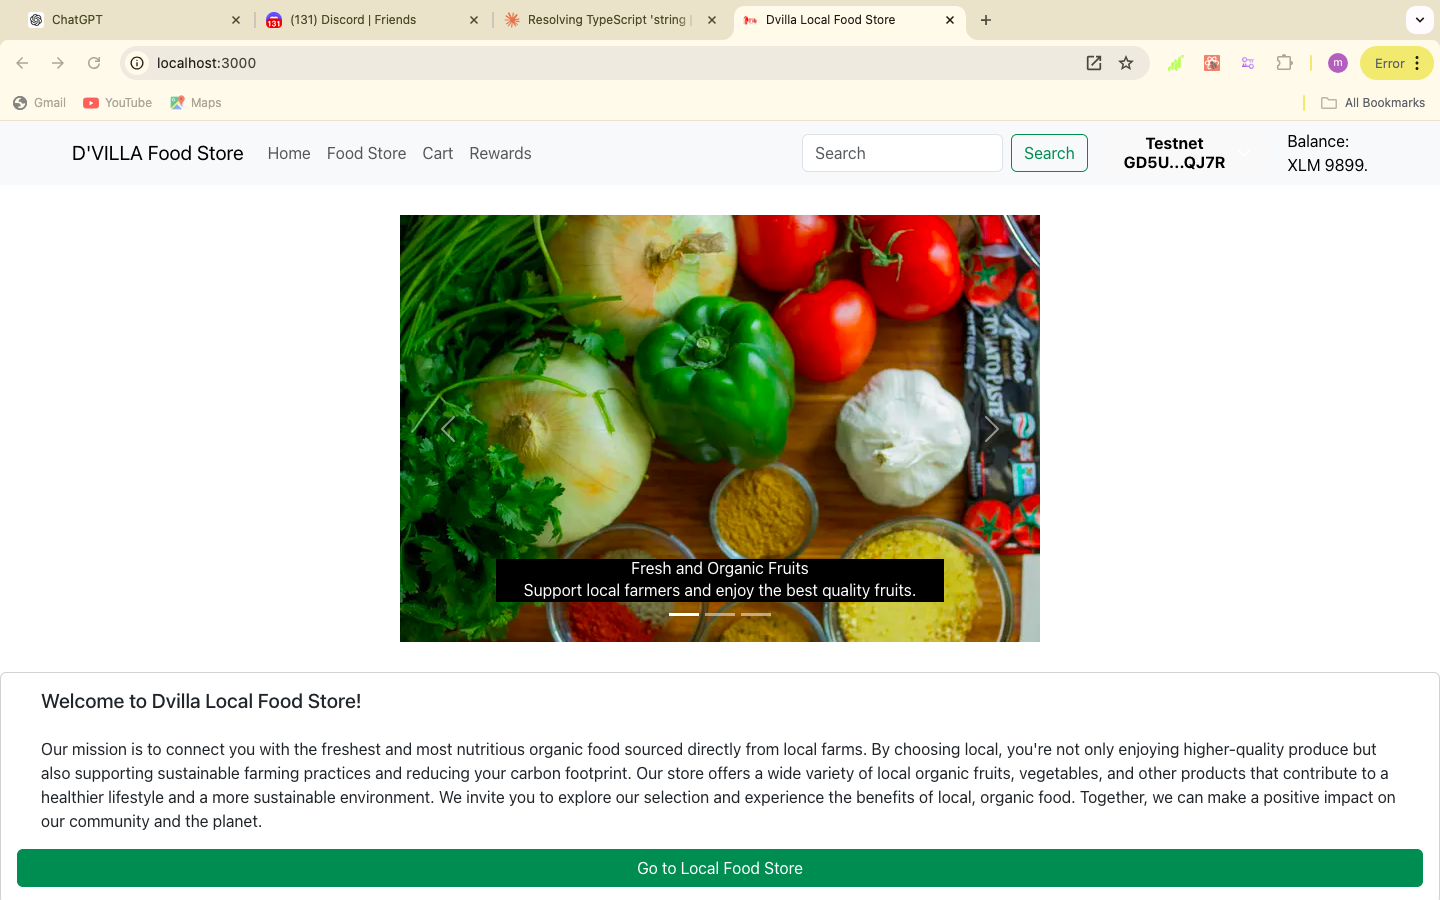 ChatGPT
(131) Discord | Friends
Resolving TypeScript 'string |
Dvilla Local Food Store
131
localhost:3000
m
Error
Gmail
YouTube
Maps
All Bookmarks
D'VILLA Food Store
Home
Food Store
Cart
Rewards
Search
Search
Testnet
GD5U...QJ7R
Balance:
XLM 9899.
Amore
TOMATO PASTE
Fresh and Organic Fruits
Support local farmers and enjoy the best quality fruits.
Welcome to Dvilla Local Food Store!
Our mission is to connect you with the freshest and most nutritious organic food sourced directly from local farms. By choosing local, you're not only enjoying higher-quality produce but
also supporting sustainable farming practices and reducing your carbon footprint. Our store offers a wide variety of local organic fruits, vegetables, and other products that contribute to a
healthier lifestyle and a more sustainable environment. We invite you to explore our selection and experience the benefits of local, organic food. Together, we can make a positive impact on
our community and the planet.
Go to Local Food Store